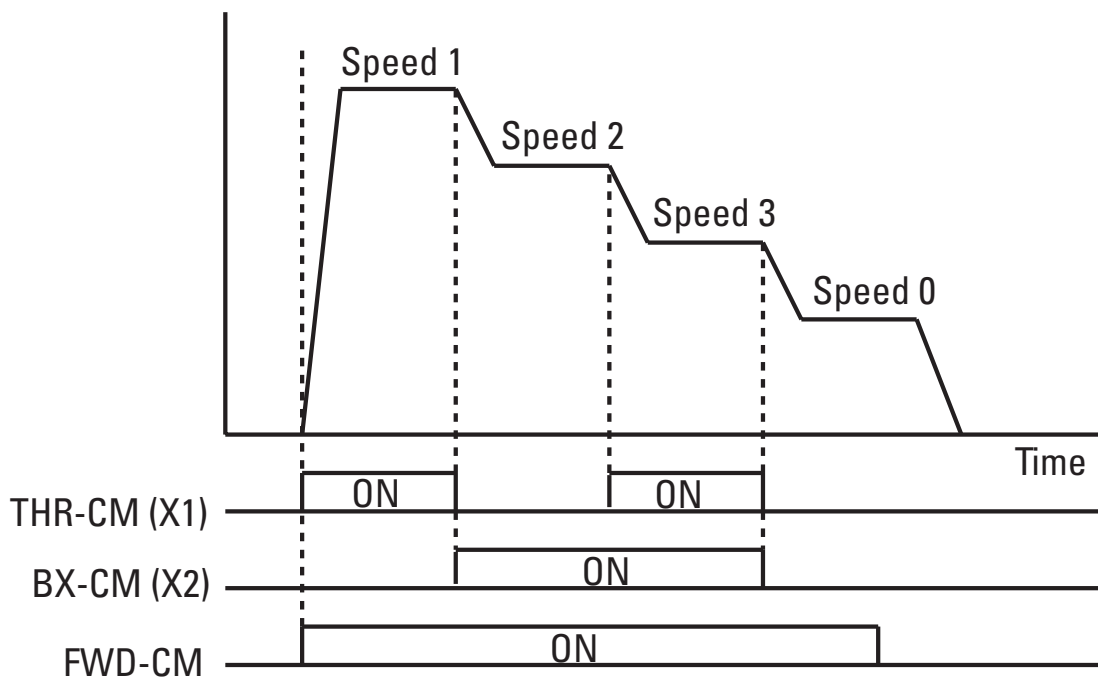 Speed 1
Speed 2
Speed 3
Speed 0
Time
THR-CM (X1)
ON
ON
BX-CM (X2)
ON
FWD-CM
ON